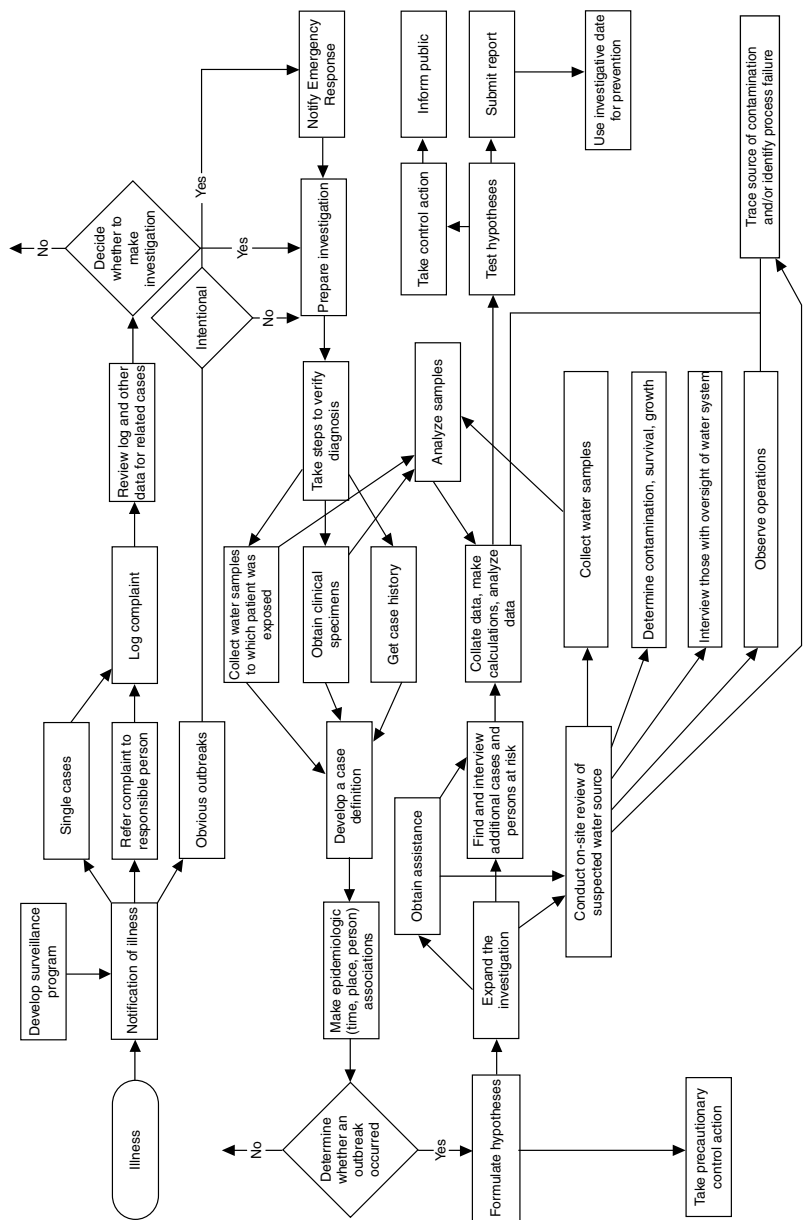 Illness
Develop surveillance
program
Notification of illness
Single cases
Refer complaint to
responsible person
Obvious outbreaks
Log complaint
Review log and other
data for related cases
Decide
whether to
make
investigation
No
Yes
Yes
Intentional
No
Notify Emergency
Response
Prepare investigation
Take steps to verify
diagnosis
Collect water samples
to which patient was
exposed
Obtain clinical
specimens
Get case history
Develop a case
definition
Make epidemiologic
(time, place, person)
associations
Determine
whether an
outbreak
occurred
No
Yes
Formulate hypotheses
Take precautionary
control action
Expand the
investigation
Obtain assistance
Find and interview
additional cases and
persons at risk
Conduct on-site review of
suspected water source
Analyze samples
Collate data, make
calculations, analyze
data
Collect water samples
Determine contamination, survival, growth
Interview those with oversight of water system
Observe operations
Trace source of contamination
and/or identify process failure
Test hypotheses
Take control action
Inform public
Submit report
Use investigative date
for prevention